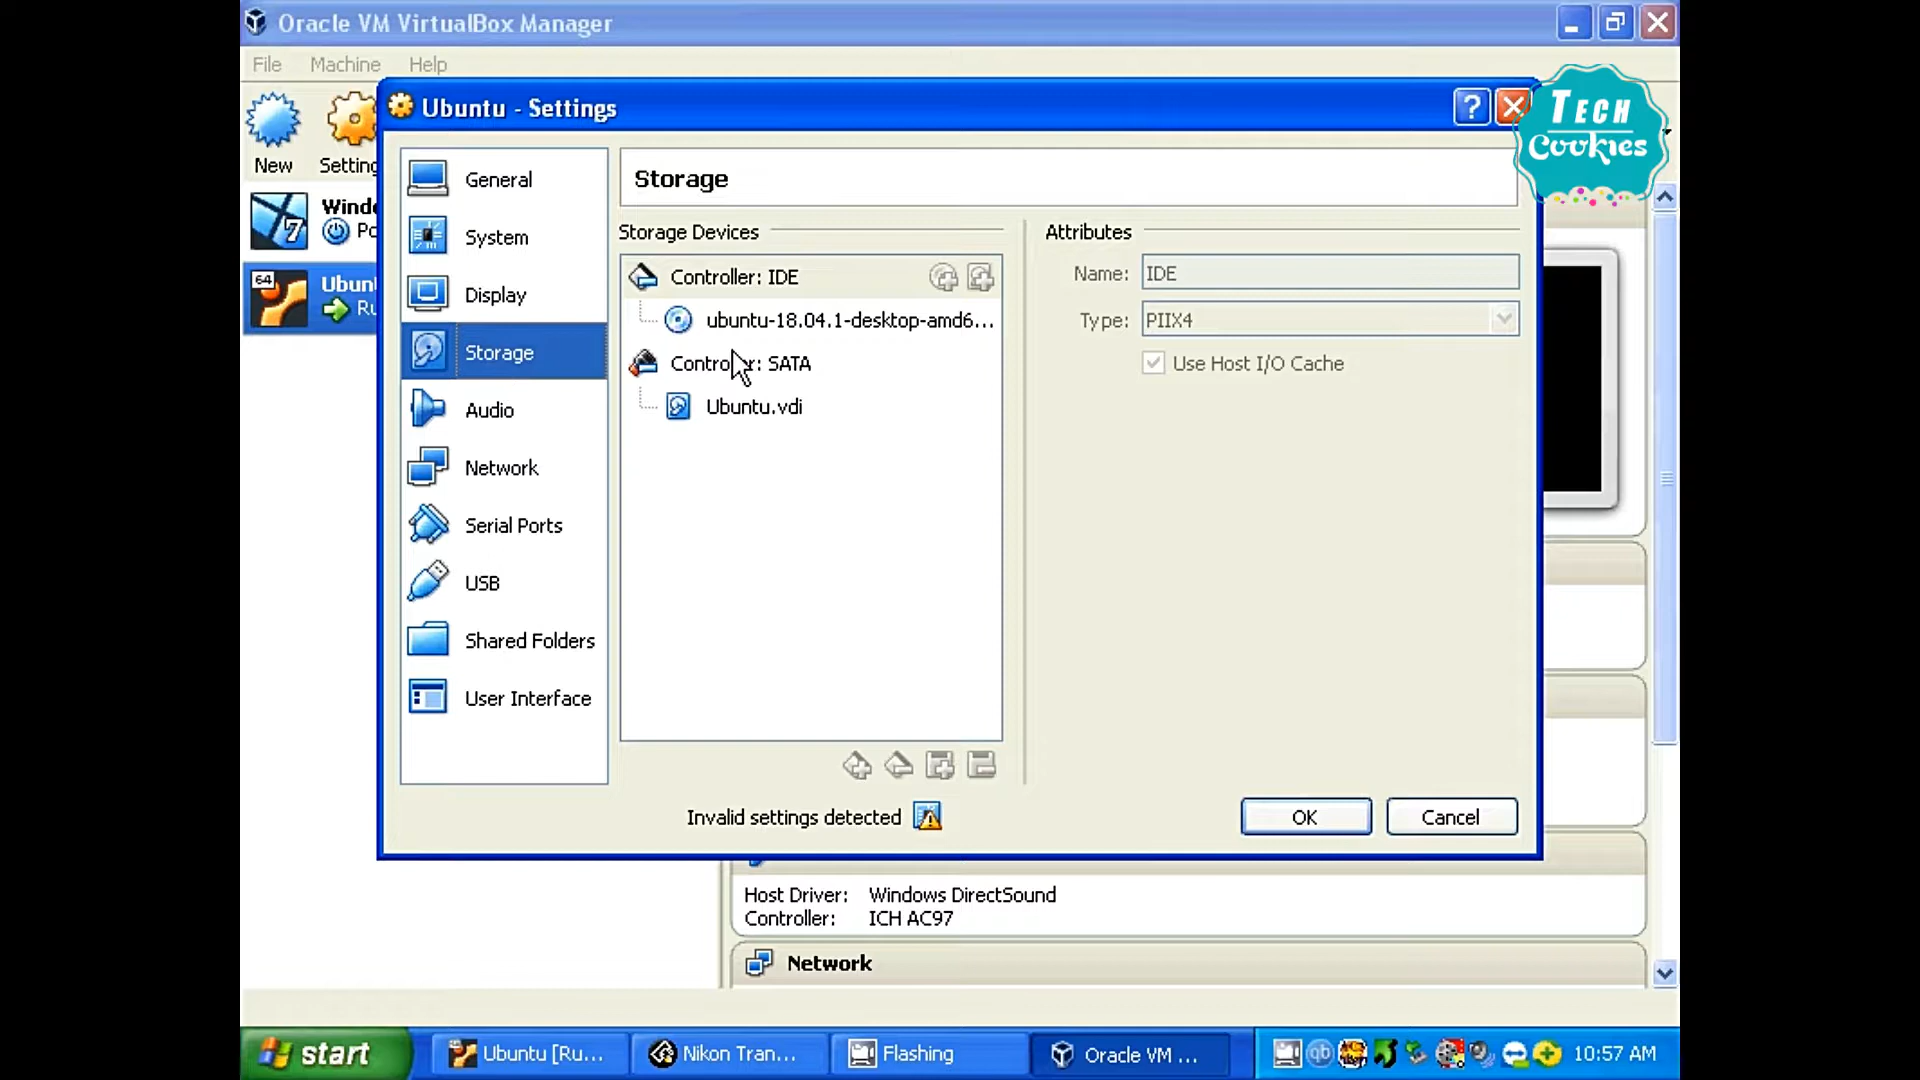 Oracle VM VirtualBox Manager
File Machine Help
Ubuntu - Settings
TECH
Cookies
New
General
Storage
System
Storage Devices
Attributes
Controller: IDE
Name: IDE
64
Display
ubuntu-18.04.1-desktop-amd6...
Type: PIIX4
Storage
Controller: SATA
Use Host I/O Cache
Audio
Ubuntu.vdi
Network
Serial Ports
USB
Shared Folders
User Interface
Invalid settings detected
OK
Cancel
Host Driver: Windows DirectSound
Controller: ICH AC97
Network
start
Ubuntu [Ru...
Nikon Tran...
Flashing
Oracle VM ...
qb
10:57 AM